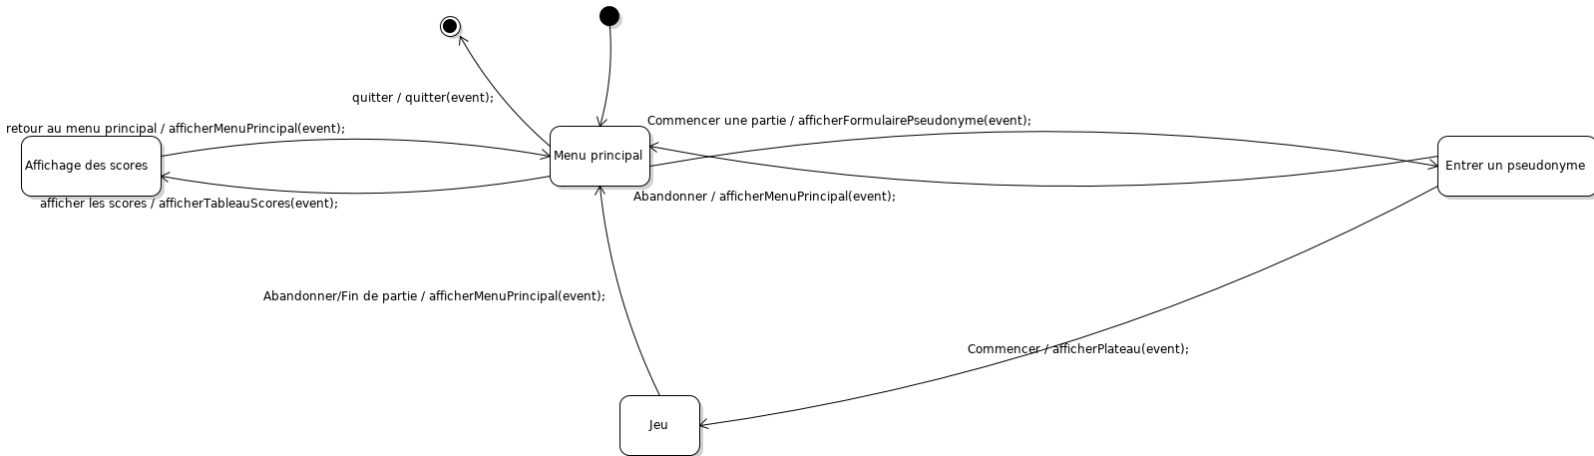 quitter / quitter(event);
Commencer une partie / afficherFormulairePseudonyme(event);
retour au menu principal / afficherMenuPrincipal(event);
Affichage des scores
Menu principal
Entrer un pseudonyme
Abandonner / afficherMenuPrincipal(event);
afficher les scores / afficherTableauScores(event);
Abandonner/Fin de partie / afficherMenuPrincipal(event);
Commencer / afficherPlateau(event);
Jeu